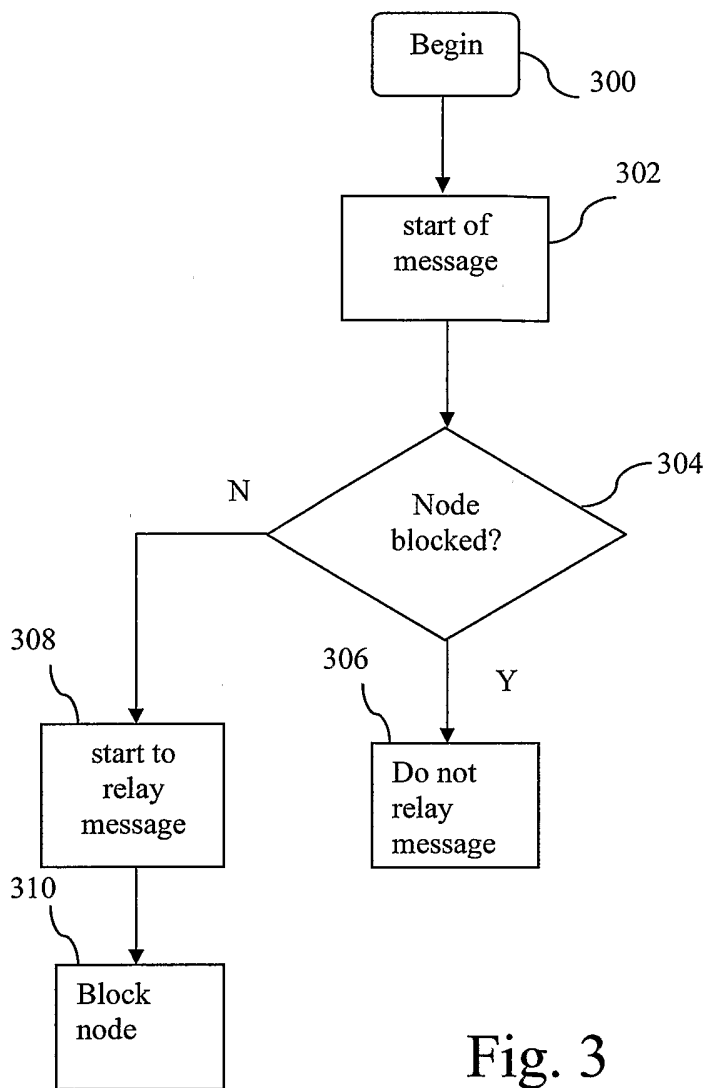 Begin
300
302
start of
message
304
N
Node
blocked?
308
306
Y
start to
relay
message
Do not
relay
message
310
Block
node
Fig. 3